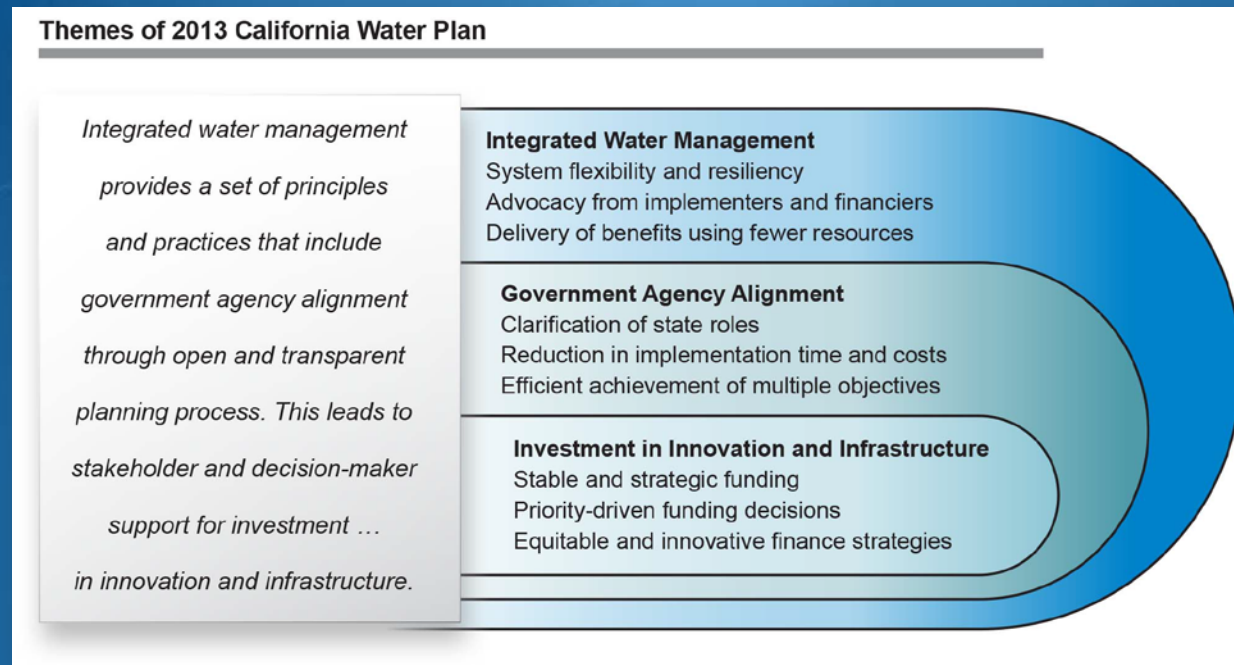 Themes of 2013 California Water Plan
Integrated water management
provides a set of principles
and practices that include
government agency alignment
through open and transparent
planning process. This leads to
stakeholder and decision-maker
support for investment …
in innovation and infrastructure.
Integrated Water Management
System flexibility and resiliency
Advocacy from implementers and financiers
Delivery of benefits using fewer resources
Government Agency Alignment
Clarification of state roles
Reduction in implementation time and costs
Efficient achievement of multiple objectives
Investment in Innovation and Infrastructure
Stable and strategic funding
Priority-driven funding decisions
Equitable and innovative finance strategies